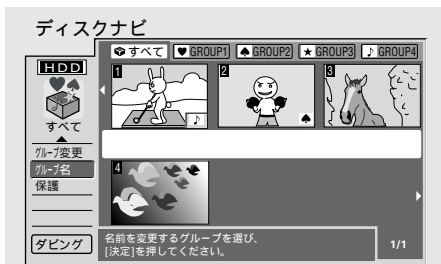 ディスクナビ
すべて GROUP1 GROUP2 GROUP3 GROUP4
HDD
すべて
グループ変更
グループ名
保護
ダビング
1
2
3
4
名前を変更するグループを選び、
[決定]を押してください。
1/1